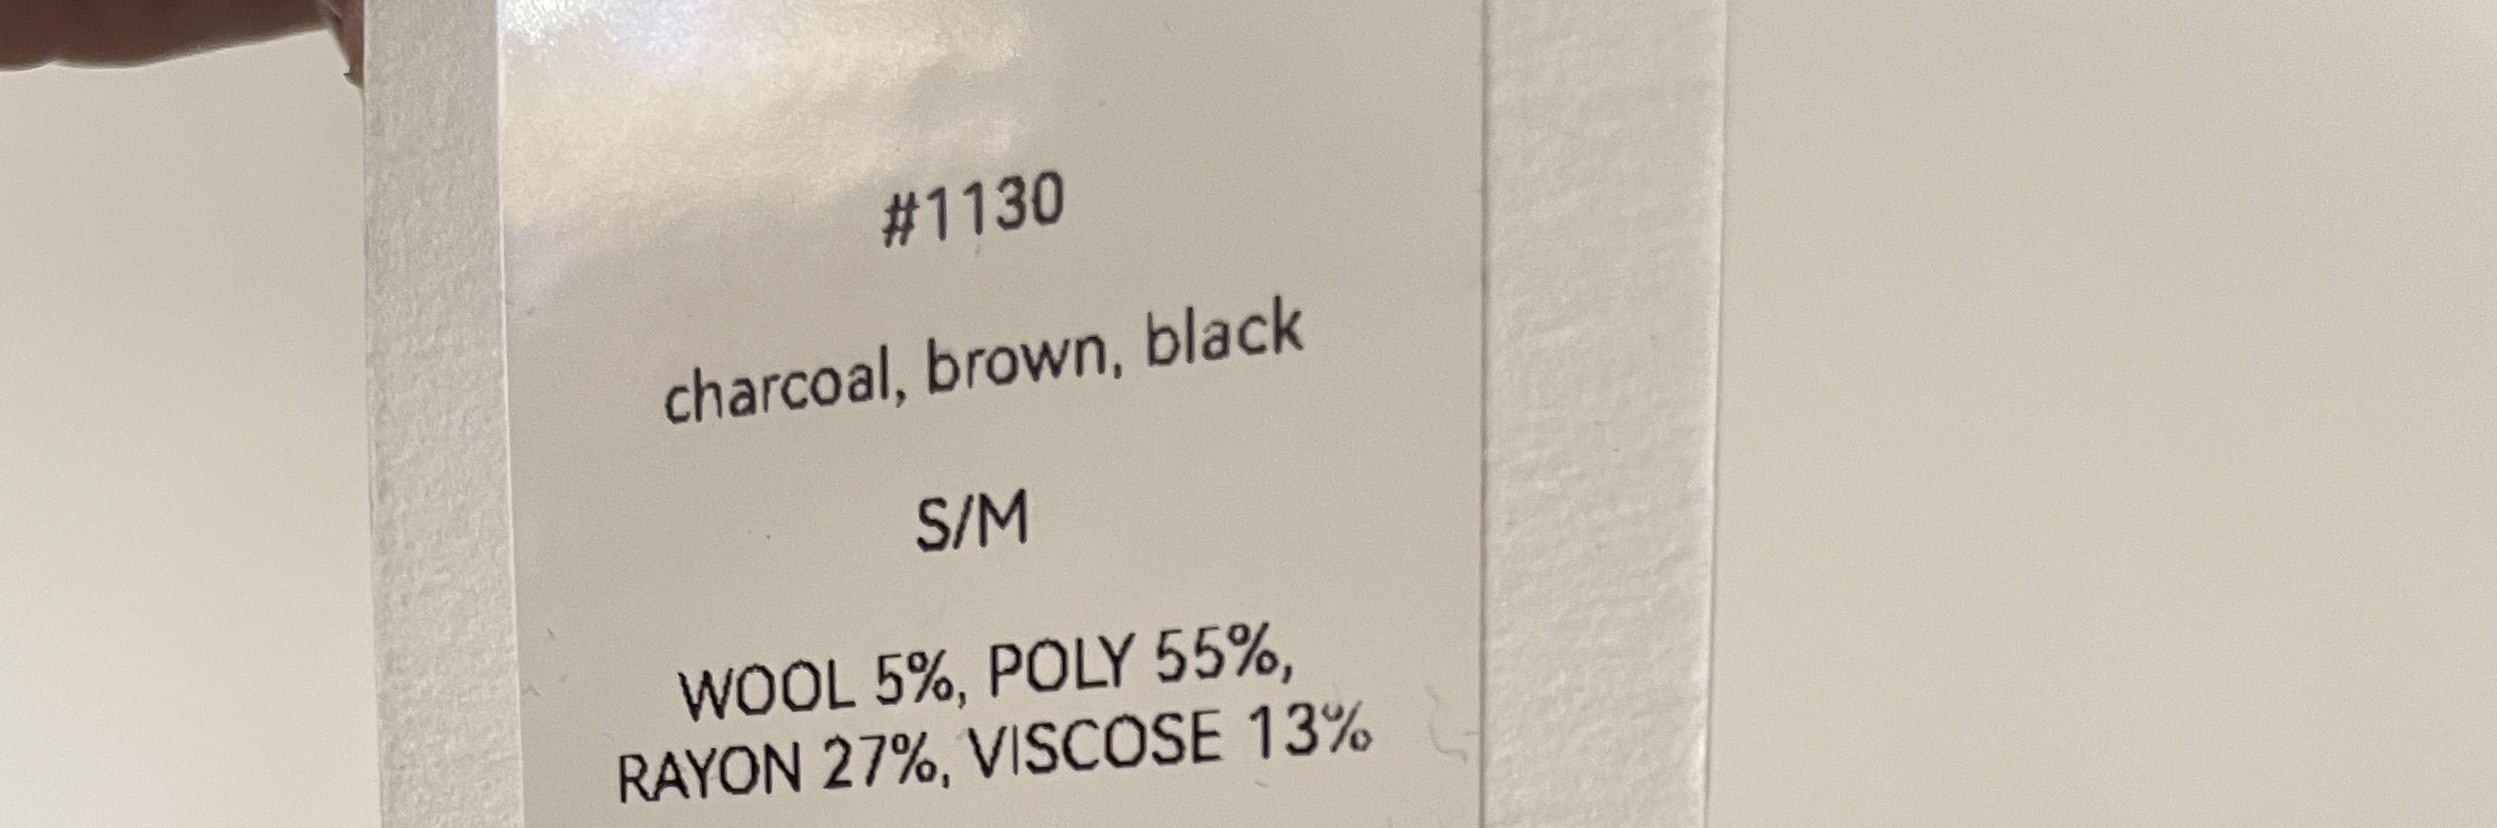 #1130
charcoal, brown, black
S/M
WOOL 5%, POLY 55%,
RAYON 27%, VISCOSE 13%